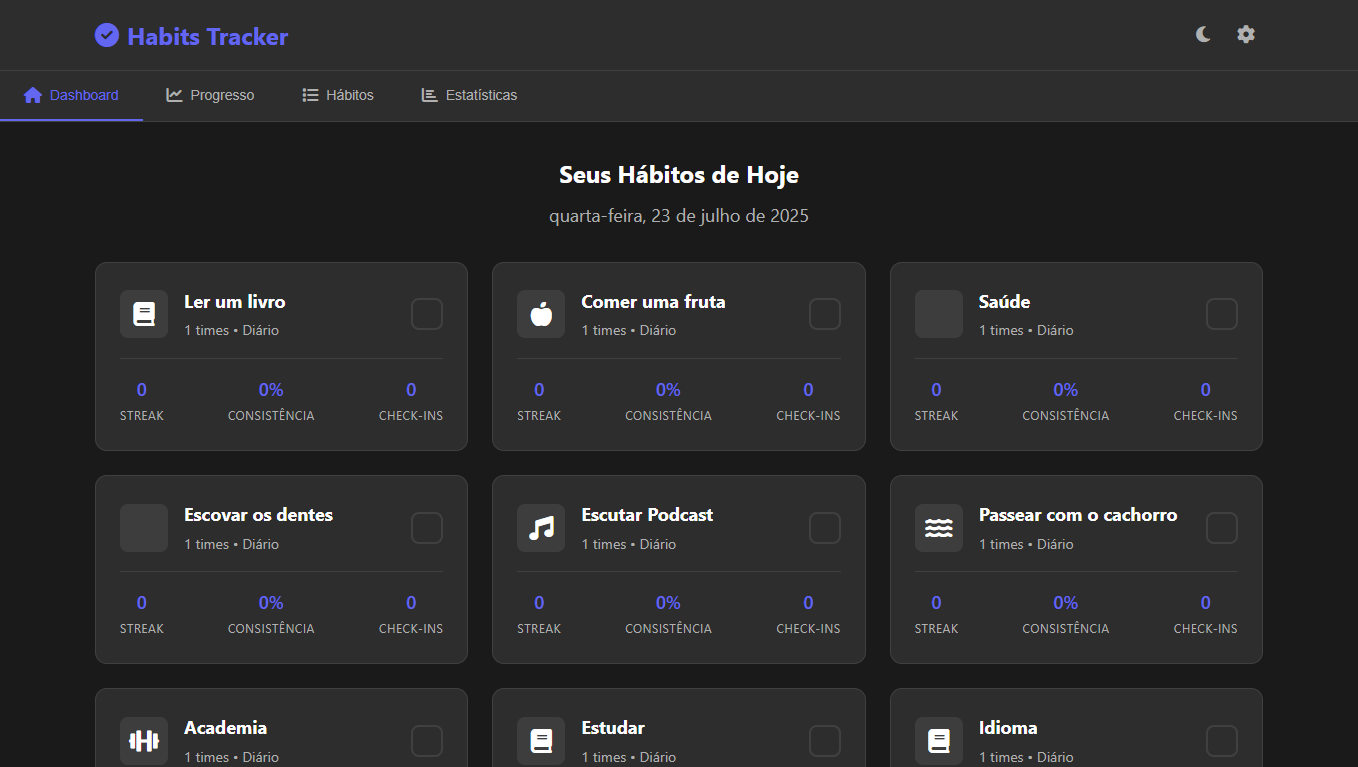 Habits Tracker
Dashboard Progresso Hábitos Estatísticas
Seus Hábitos de Hoje
quarta-feira, 23 de julho de 2025
Ler um livro
1 times • Diário
0 0% 0
STREAK CONSISTÊNCIA CHECK-INS
Comer uma fruta
1 times • Diário
0 0% 0
STREAK CONSISTÊNCIA CHECK-INS
Saúde
1 times • Diário
0 0% 0
STREAK CONSISTÊNCIA CHECK-INS
Escovar os dentes
1 times • Diário
0 0% 0
STREAK CONSISTÊNCIA CHECK-INS
Escutar Podcast
1 times • Diário
0 0% 0
STREAK CONSISTÊNCIA CHECK-INS
Passear com o cachorro
1 times • Diário
0 0% 0
STREAK CONSISTÊNCIA CHECK-INS
Academia
1 times • Diário
Estudar
1 times • Diário
Idioma
1 times • Diário